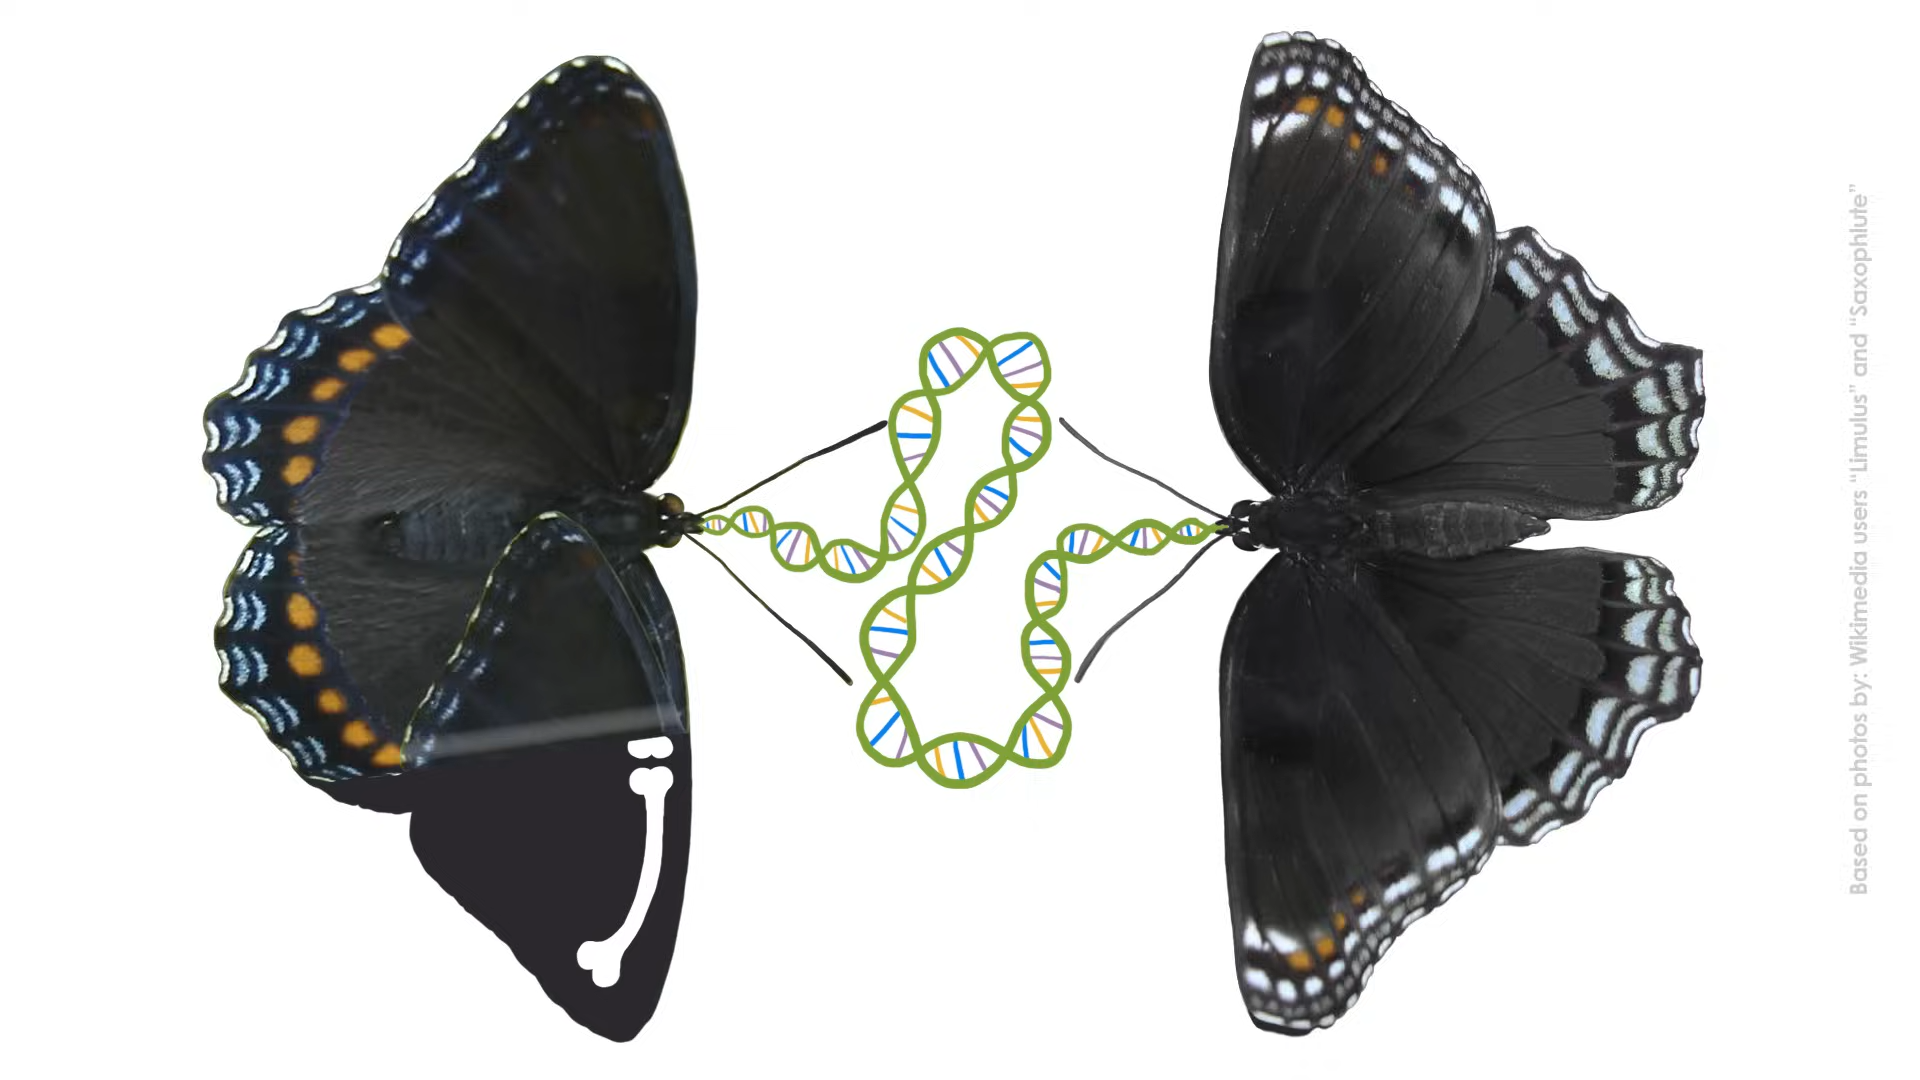 Based on photos by: Wikimedia users “Limulus” and “Saxophlute”